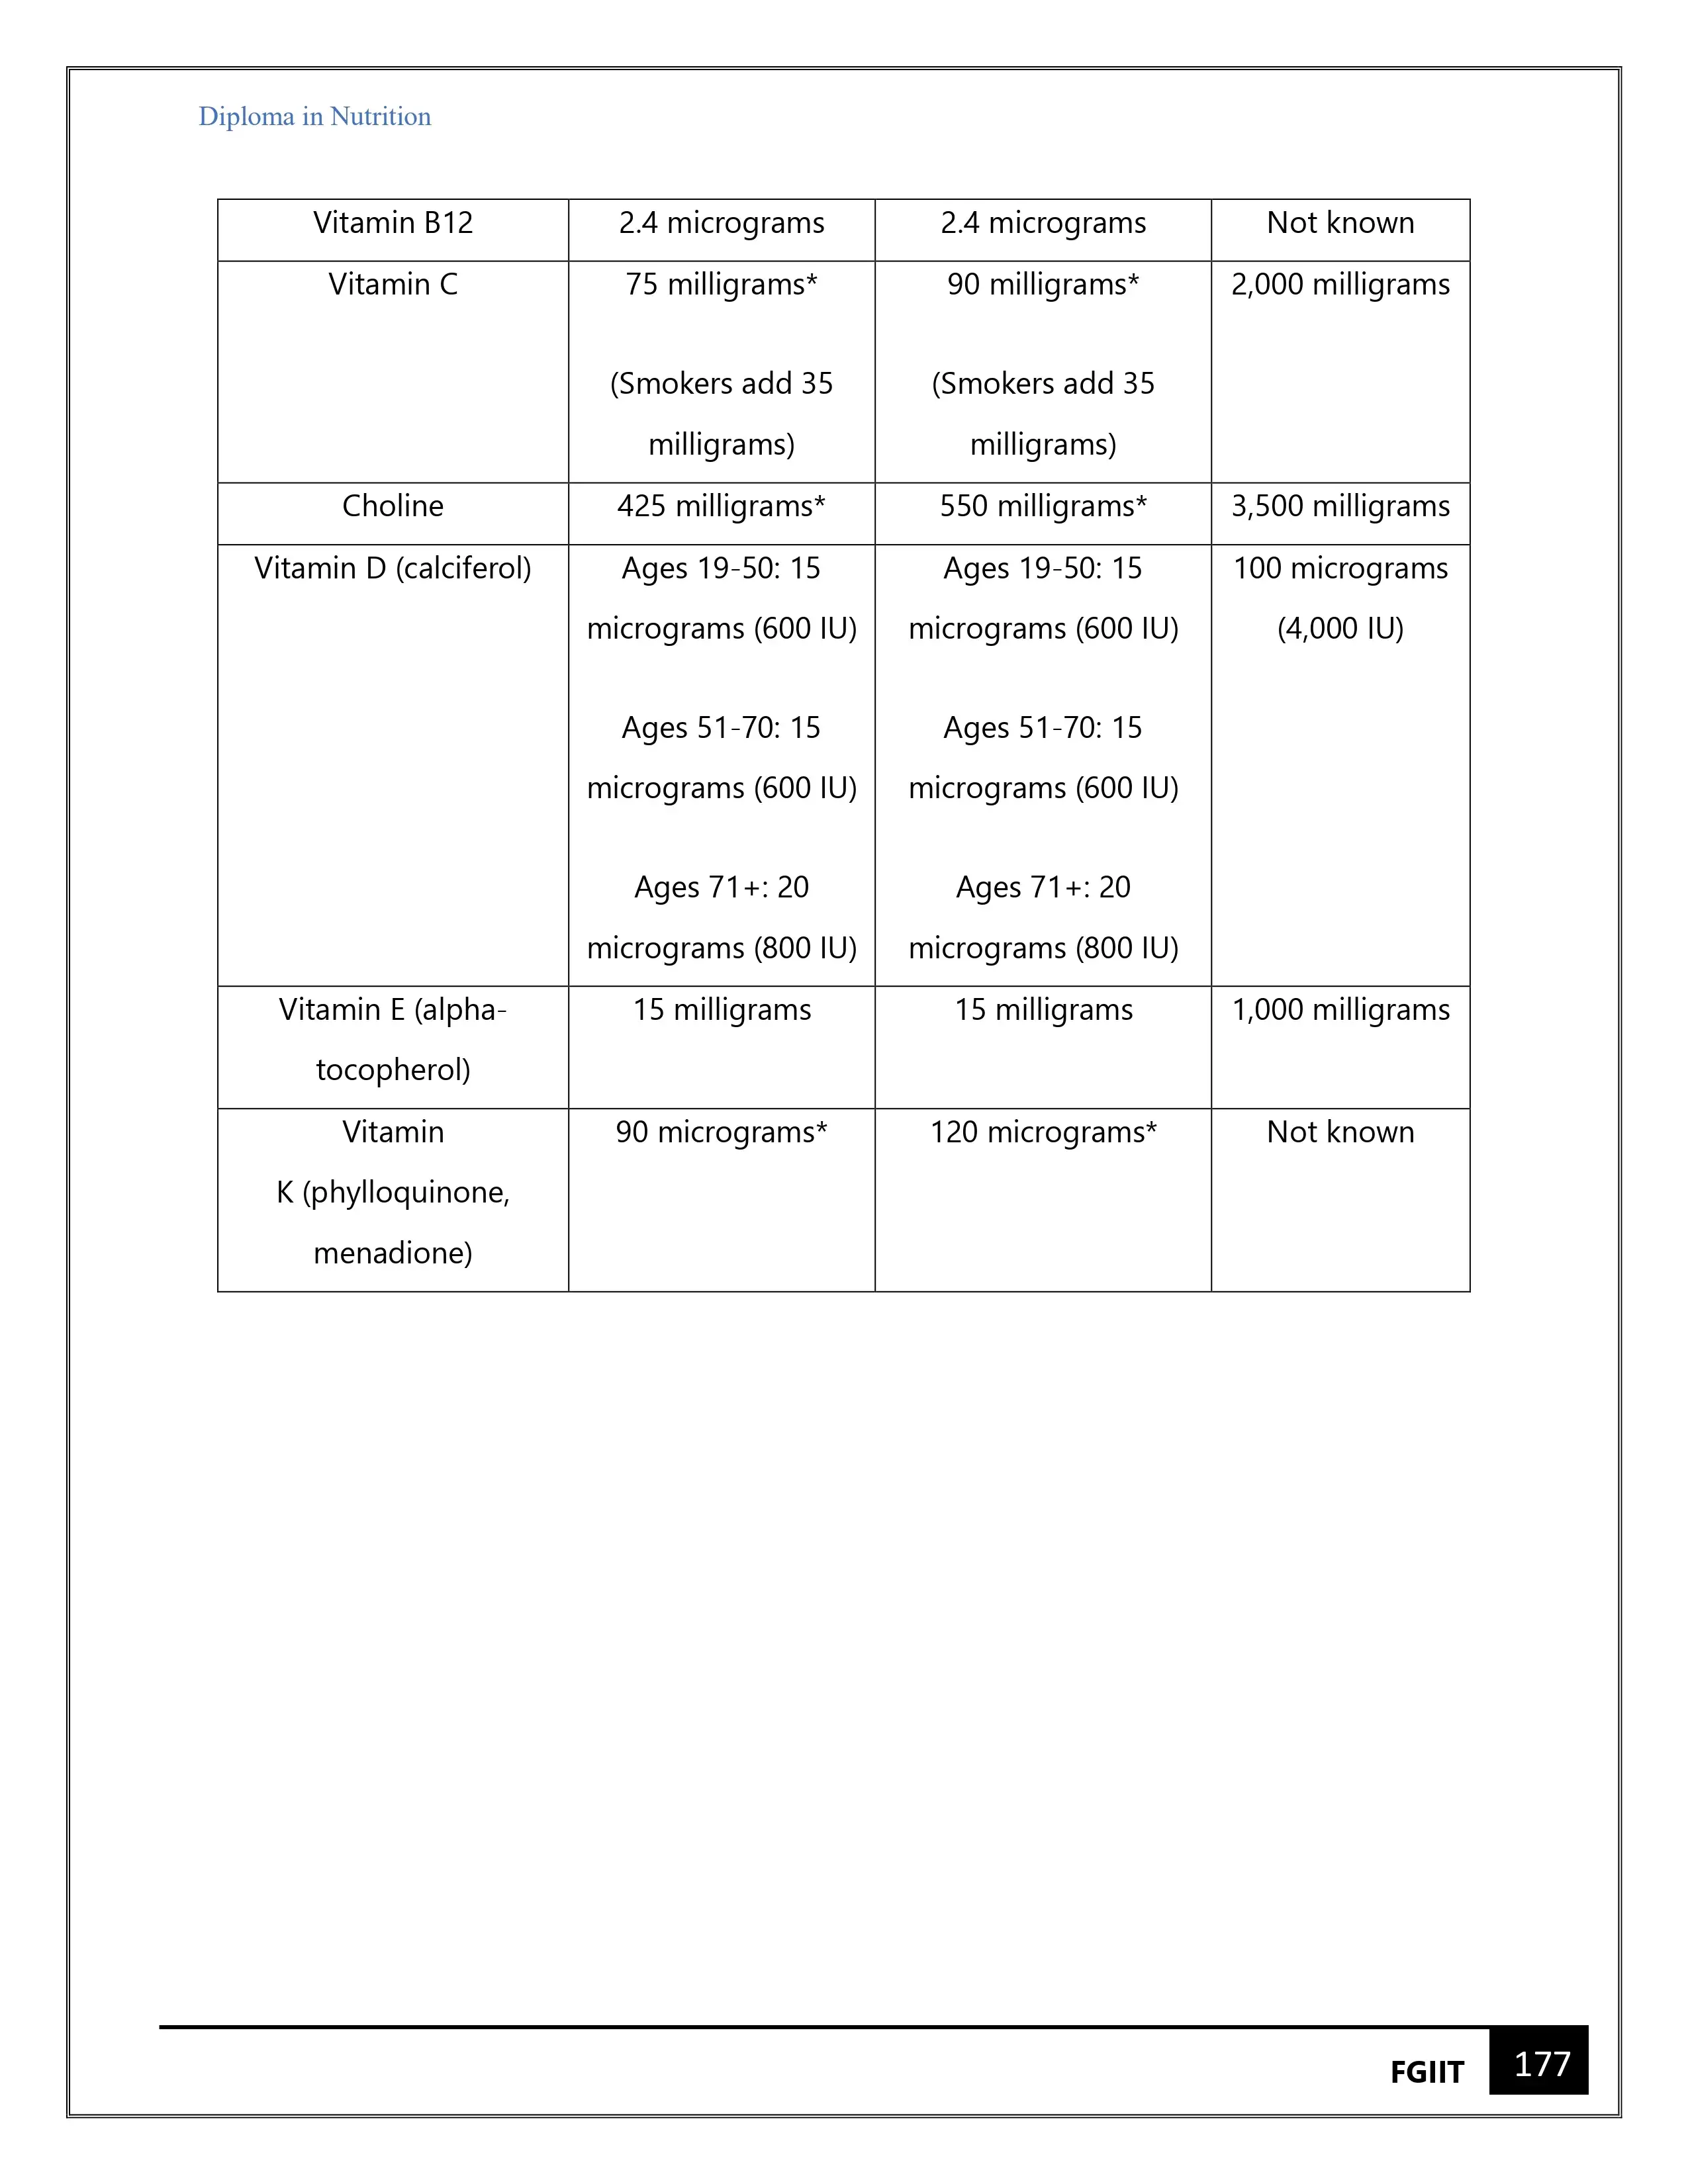 Diploma in Nutrition
Vitamin B12 2.4 micrograms 2.4 micrograms Not known
Vitamin C 75 milligrams* 90 milligrams* 2,000 milligrams
(Smokers add 35 (Smokers add 35
milligrams) milligrams)
Choline 425 milligrams* 550 milligrams* 3,500 milligrams
Vitamin D (calciferol) Ages 19-50: 15 Ages 19-50: 15 100 micrograms
micrograms (600 IU) micrograms (600 IU) (4,000 IU)
Ages 51-70: 15 Ages 51-70: 15
micrograms (600 IU) micrograms (600 IU)
Ages 71+: 20 Ages 71+: 20
micrograms (800 IU) micrograms (800 IU)
Vitamin E (alpha- 15 milligrams 15 milligrams 1,000 milligrams
tocopherol)
Vitamin 90 micrograms* 120 micrograms* Not known
K (phylloquinone,
menadione)
FGIIT 177